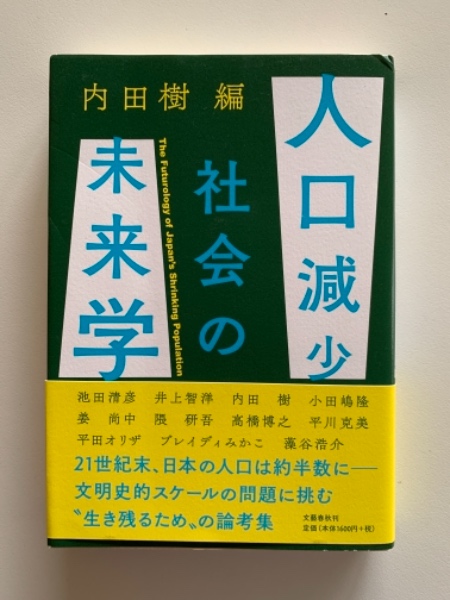 内田樹 編
人口減少
社会の
未来学
The Futurology of Japan's Shrinking Population
池田清彦 井上智洋 内田 樹 小田嶋隆
姜 尚中 隈 研吾 高橋博之 平川克美
平田オリザ ブレイディみかこ 藻谷浩介
21世紀末、日本の人口は約半数に——
文明史的スケールの問題に挑む
〝生き残るため〟の論考集
文藝春秋刊
定価(本体1600円+税)